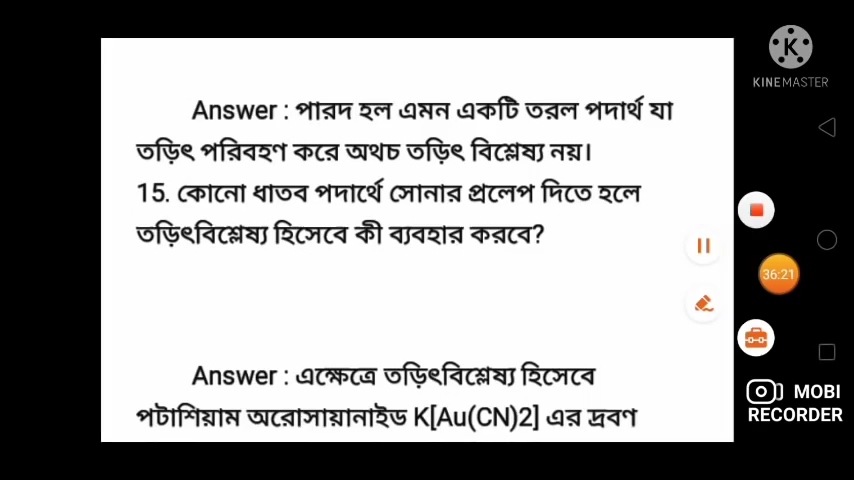 K
KINEMASTER
Answer : পারদ হল এমন একটি তরল পদার্থ যা
তড়িৎ পরিবহণ করে অথচ তড়িৎ বিশ্লেষ্য নয়।
15. কোনো ধাতব পদার্থে সোনার প্রলেপ দিতে হলে
তড়িৎবিশ্লেষ্য হিসেবে কী ব্যবহার করবে?
36:21
Answer : এক্ষেত্রে তড়িৎবিশ্লেষ্য হিসেবে
পটাশিয়াম অরোসায়ানাইড K[Au(CN)2] এর দ্রবণ
MOBI
RECORDER